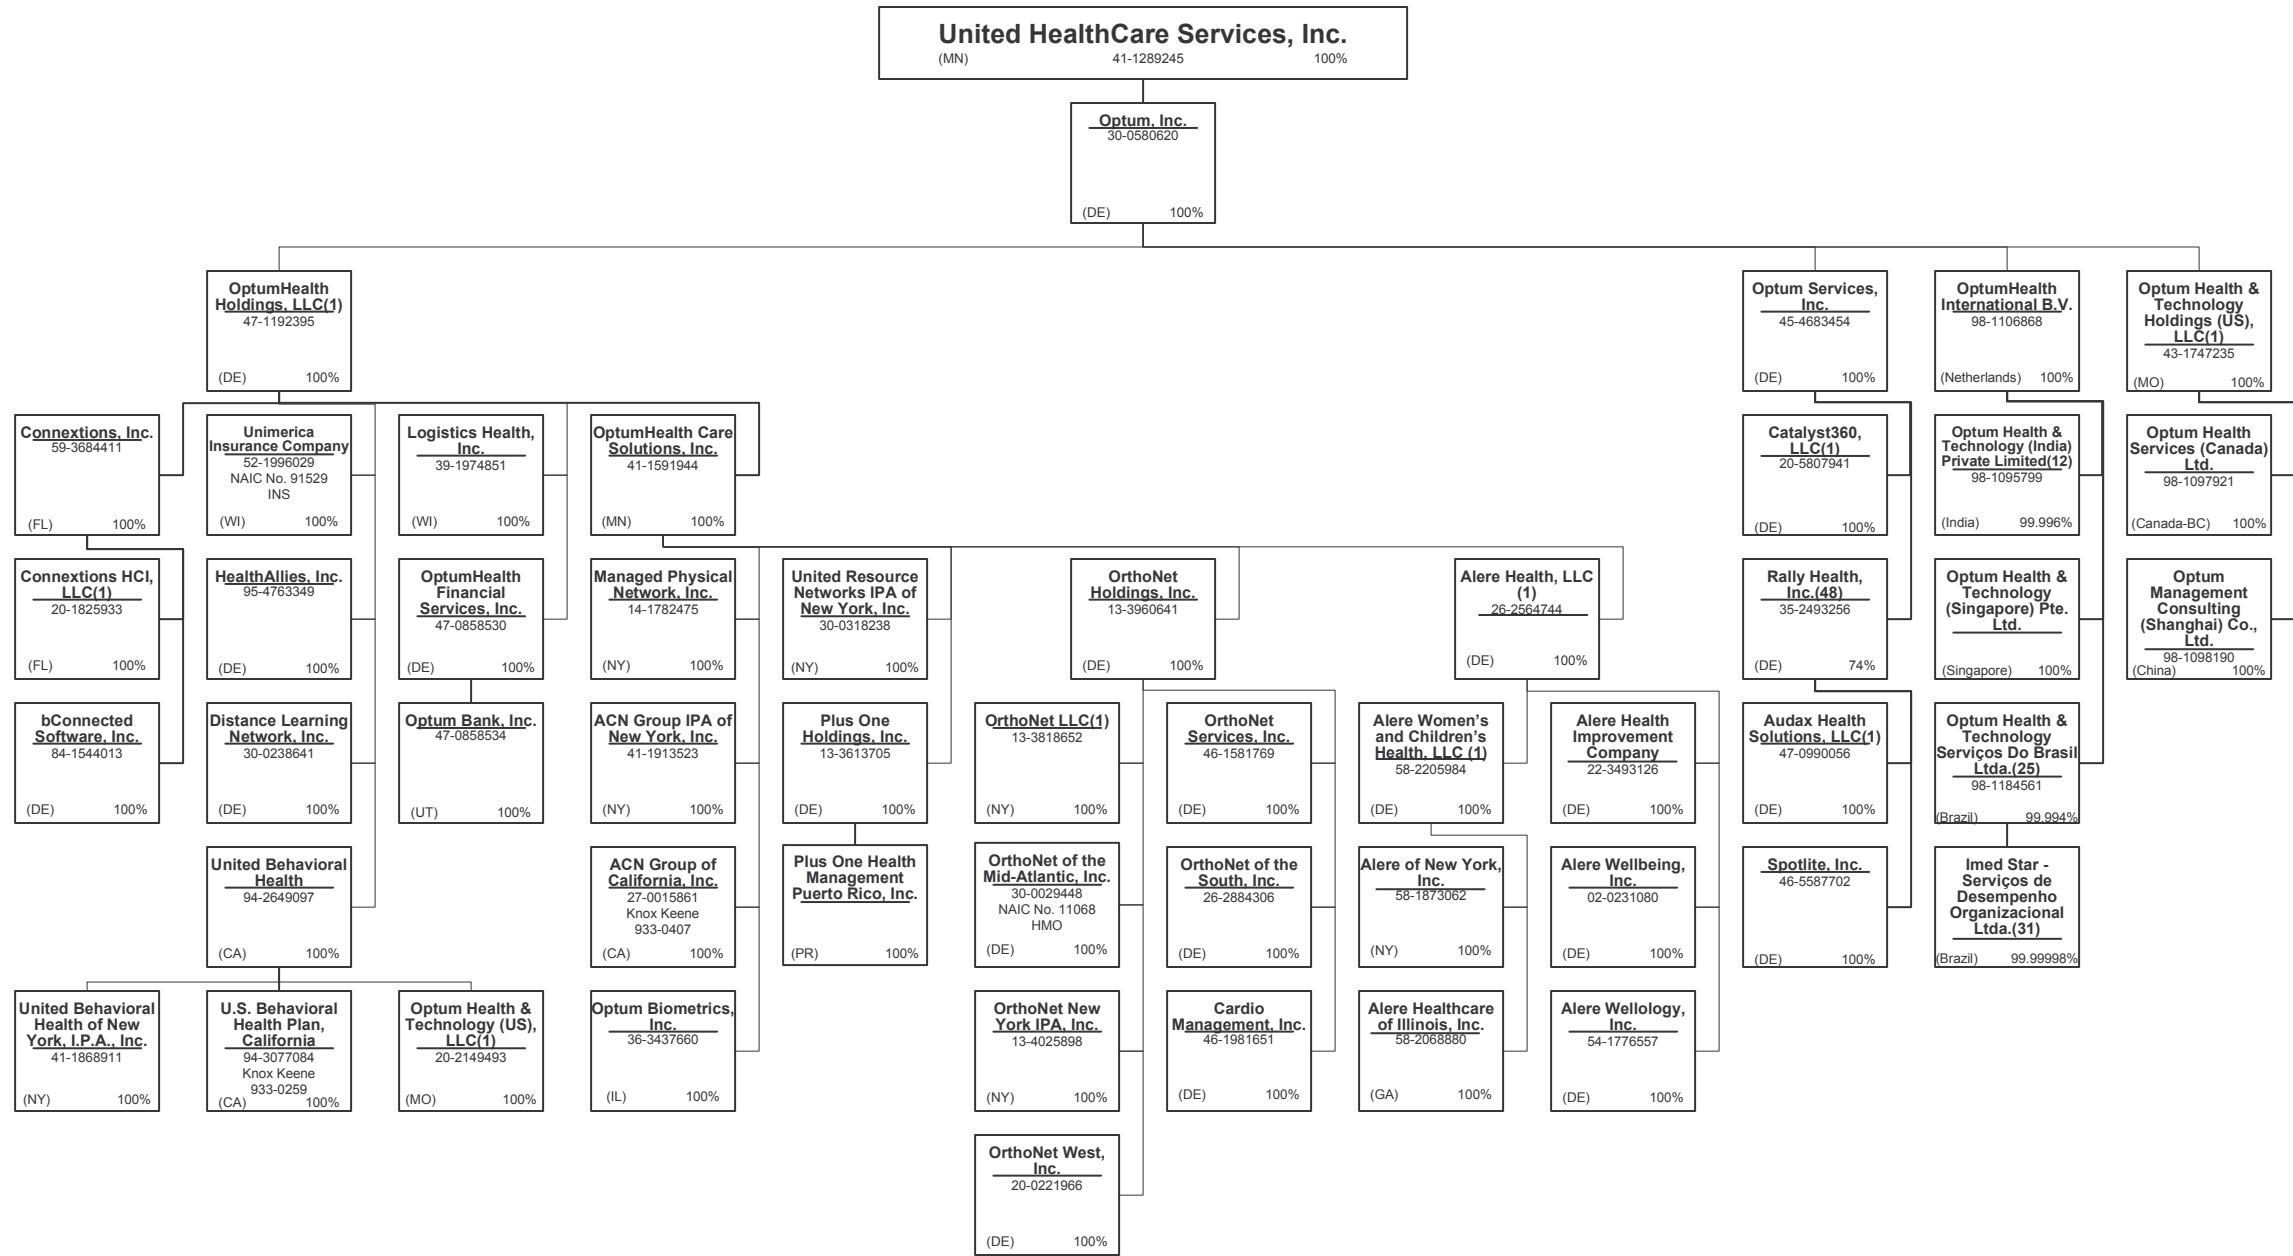 United HealthCare Services, Inc.
(MN) 41-1289245 100%
Optum, Inc.
30-0580620
(DE) 100%
OptumHealth
Holdings, LLC(1)
47-1192395
(DE) 100%
Optum Services,
Inc.
45-4683454
(DE) 100%
OptumHealth
International B.V.
98-1106868
(Netherlands) 100%
Optum Health &
Technology
Holdings (US),
LLC(1)
43-1747235
(MO) 100%
Connextions, Inc.
59-3684411
(FL) 100%
Unimerica
Insurance Company
52-1996029
NAIC No. 91529
INS
(WI) 100%
Logistics Health,
Inc.
39-1974851
(WI) 100%
OptumHealth Care
Solutions, Inc.
41-1591944
(MN) 100%
Catalyst360,
LLC(1)
20-5807941
(DE) 100%
Optum Health &
Technology (India)
Private Limited(12)
98-1095799
(India) 99.996%
Optum Health
Services (Canada)
Ltd.
98-1097921
(Canada-BC) 100%
Connextions HCI,
LLC(1)
20-1825933
(FL) 100%
HealthAllies, Inc.
95-4763349
(DE) 100%
OptumHealth
Financial
Services, Inc.
47-0858530
(DE) 100%
Managed Physical
Network, Inc.
14-1782475
(NY) 100%
United Resource
Networks IPA of
New York, Inc.
30-0318238
(NY) 100%
OrthoNet
Holdings, Inc.
13-3960641
(DE) 100%
Alere Health, LLC
(1)
26-2564744
(DE) 100%
Rally Health,
Inc.(48)
35-2493256
(DE) 74%
Optum Health &
Technology
(Singapore) Pte.
Ltd.
(Singapore) 100%
Optum
Management
Consulting
(Shanghai) Co.,
Ltd.
98-1098190
(China) 100%
bConnected
Software, Inc.
84-1544013
(DE) 100%
Distance Learning
Network, Inc.
30-0238641
(DE) 100%
Optum Bank, Inc.
47-0858534
(UT) 100%
ACN Group IPA of
New York, Inc.
41-1913523
(NY) 100%
Plus One
Holdings, Inc.
13-3613705
(DE) 100%
OrthoNet LLC(1)
13-3818652
(NY) 100%
OrthoNet
Services, Inc.
46-1581769
(DE) 100%
Alere Women's
and Children's
Health, LLC (1)
58-2205984
(DE) 100%
Alere Health
Improvement
Company
22-3493126
(DE) 100%
Audax Health
Solutions, LLC(1)
47-0990056
(DE) 100%
Optum Health &
Technology
Serviços Do Brasil
Ltda.(25)
98-1184561
(Brazil) 99.994%
United Behavioral
Health
94-2649097
(CA) 100%
ACN Group of
California, Inc.
27-0015861
Knox Keene
933-0407
(CA) 100%
Plus One Health
Management
Puerto Rico, Inc.
(PR) 100%
OrthoNet of the
Mid-Atlantic, Inc.
30-0029448
NAIC No. 11068
HMO
(DE) 100%
OrthoNet of the
South, Inc.
26-2884306
(DE) 100%
Alere of New York,
Inc.
58-1873062
(NY) 100%
Alere Wellbeing,
Inc.
02-0231080
(DE) 100%
Spotlite, Inc.
46-5587702
(DE) 100%
Imed Star -
Serviços de
Desempenho
Organizacional
Ltda.(31)
(Brazil) 99.99998%
United Behavioral
Health of New
York, I.P.A., Inc.
41-1868911
(NY) 100%
U.S. Behavioral
Health Plan,
California
94-3077084
Knox Keene
933-0259
(CA) 100%
Optum Health &
Technology (US),
LLC(1)
20-2149493
(MO) 100%
Optum Biometrics,
Inc.
36-3437660
(IL) 100%
OrthoNet New
York IPA, Inc.
13-4025898
(NY) 100%
Cardio
Management, Inc.
46-1981651
(DE) 100%
Alere Healthcare
of Illinois, Inc.
58-2068880
(GA) 100%
Alere Wellology,
Inc.
54-1776557
(DE) 100%
OrthoNet West,
Inc.
20-0221966
(DE) 100%